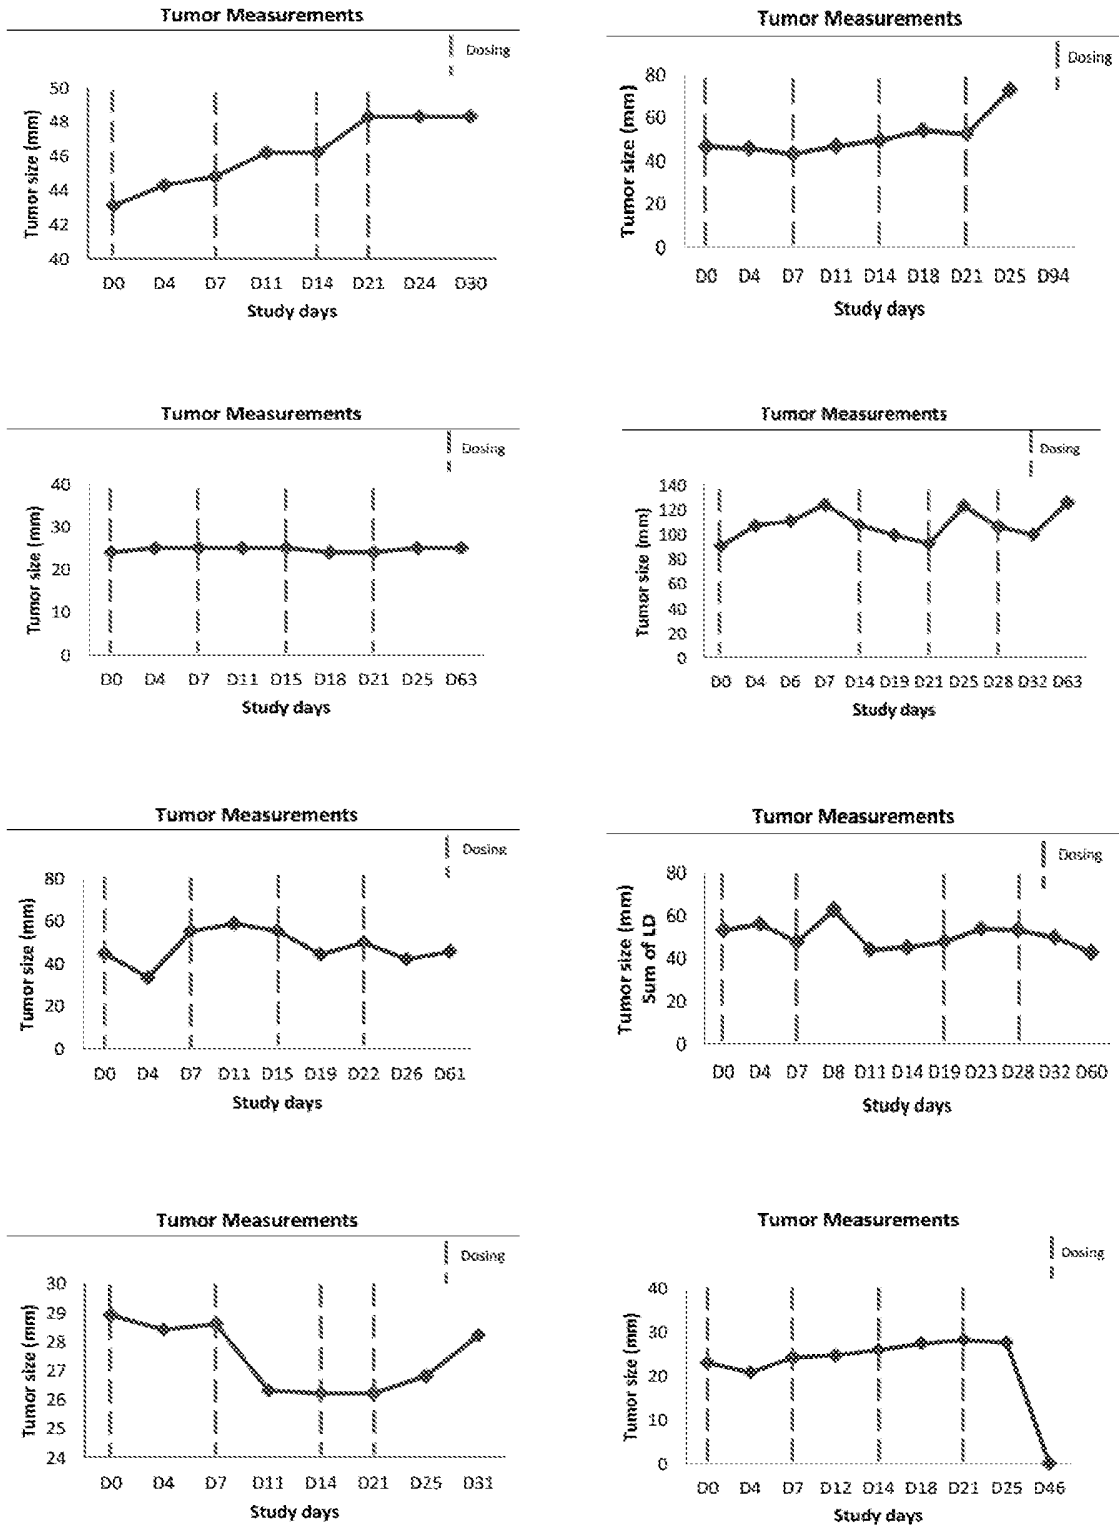 Tumor Measurements
Dosing
50
48
46
44
42
40
Tumor size (mm)
D0 D4 D7 D11 D14 D21 D24 D30
Study days
Tumor Measurements
Dosing
80
60
40
20
0
Tumor size (mm)
D0 D4 D7 D11 D14 D18 D21 D25 D94
Study days
Tumor Measurements
Dosing
40
30
20
10
0
Tumor size (mm)
D0 D4 D7 D11 D15 D18 D21 D25 D63
Study days
Tumor Measurements
Dosing
140
120
100
80
60
40
20
0
Tumor size (mm)
D0 D4 D6 D7 D14 D19 D21 D25 D28 D32 D63
Study days
Tumor Measurements
Dosing
80
60
40
20
0
Tumor size (mm)
D0 D4 D7 D11 D15 D19 D22 D26 D61
Study days
Tumor Measurements
Dosing
80
60
40
20
0
Tumor size (mm)
Sum of LD
D0 D4 D7 D8 D11 D14 D19 D23 D28 D32 D60
Study days
Tumor Measurements
Dosing
30
29
28
27
26
25
24
Tumor size (mm)
D0 D4 D7 D11 D14 D21 D25 D31
Study days
Tumor Measurements
Dosing
40
30
20
10
0
Tumor size (mm)
D0 D4 D7 D12 D14 D18 D21 D25 D46
Study days